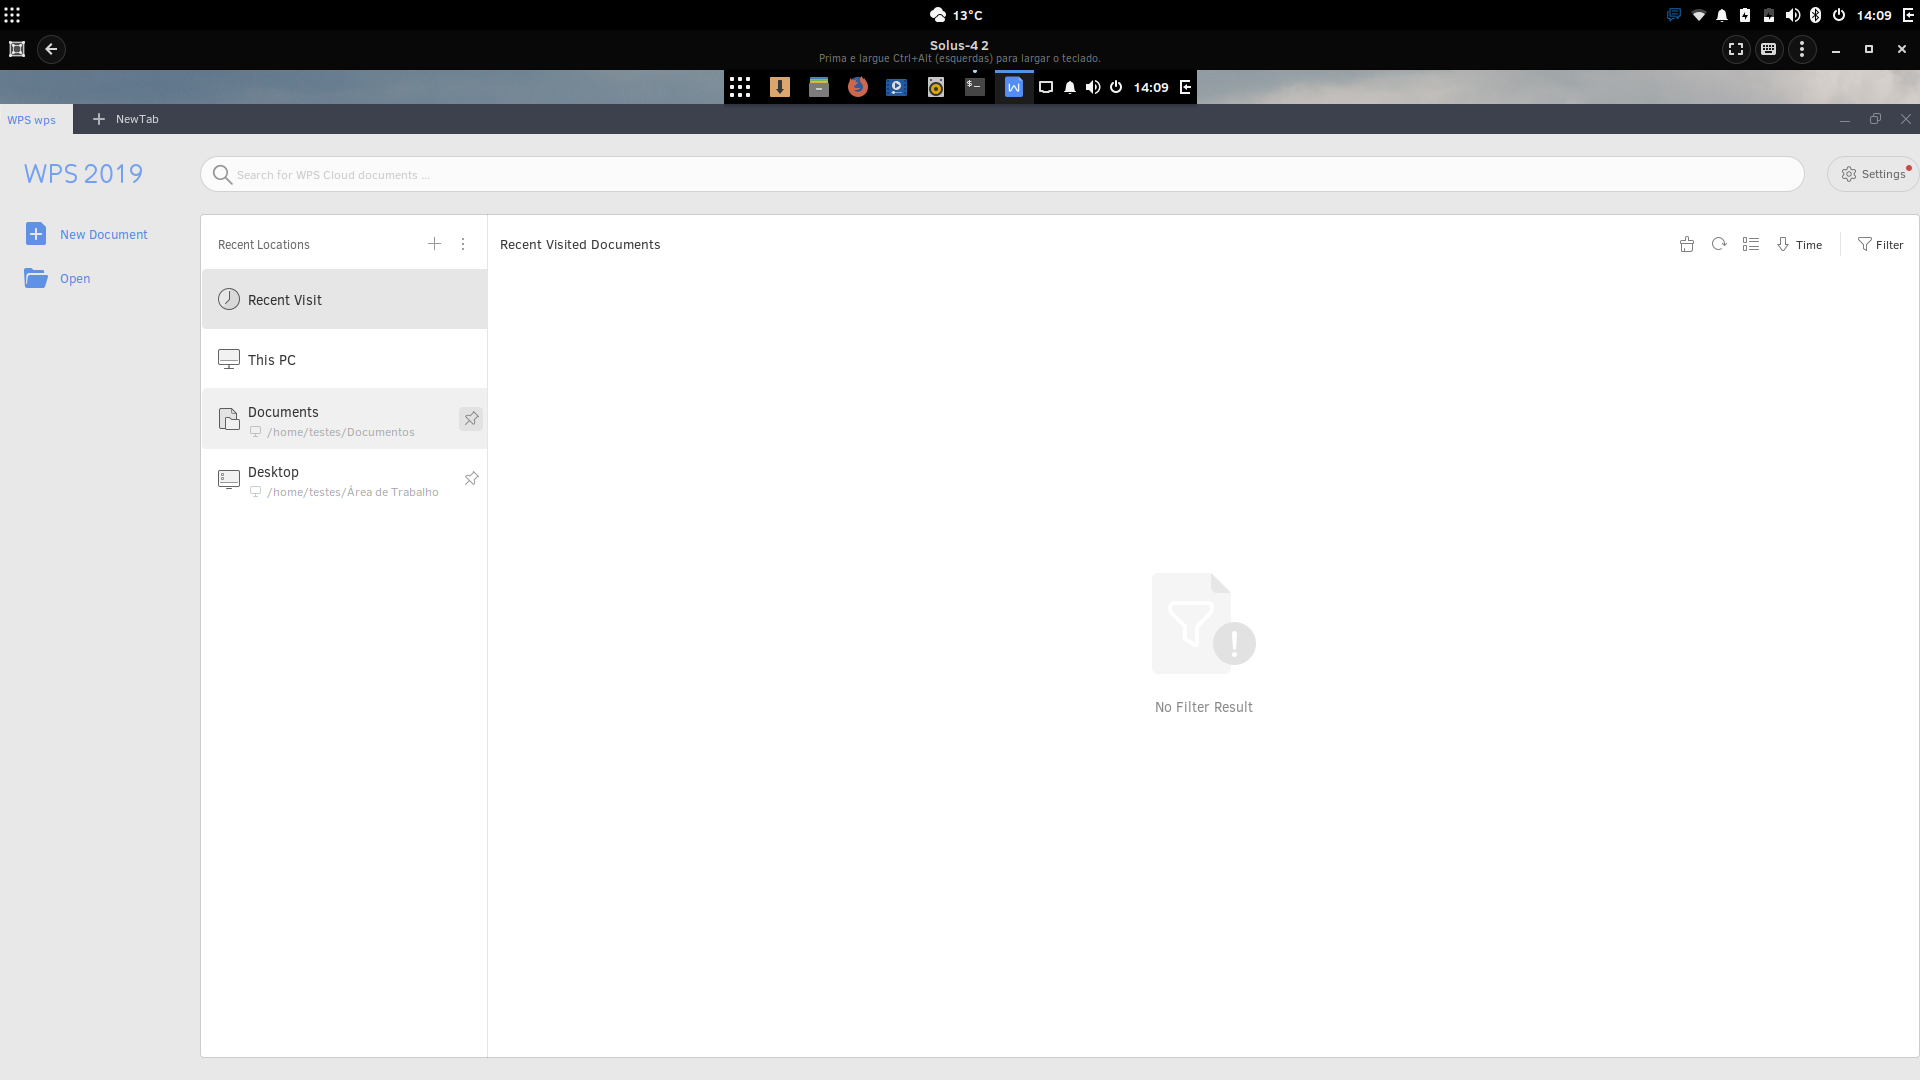 13°C
14:09
Solus-4 2
Prima e largue Ctrl+Alt (esquerdas) para largar o teclado.
14:09
WPS wps
NewTab
WPS 2019
Search for WPS Cloud documents ...
Settings
New Document
Open
Recent Locations
Recent Visited Documents
Time
Filter
Recent Visit
This PC
Documents
/home/testes/Documentos
Desktop
/home/testes/Área de Trabalho
No Filter Result